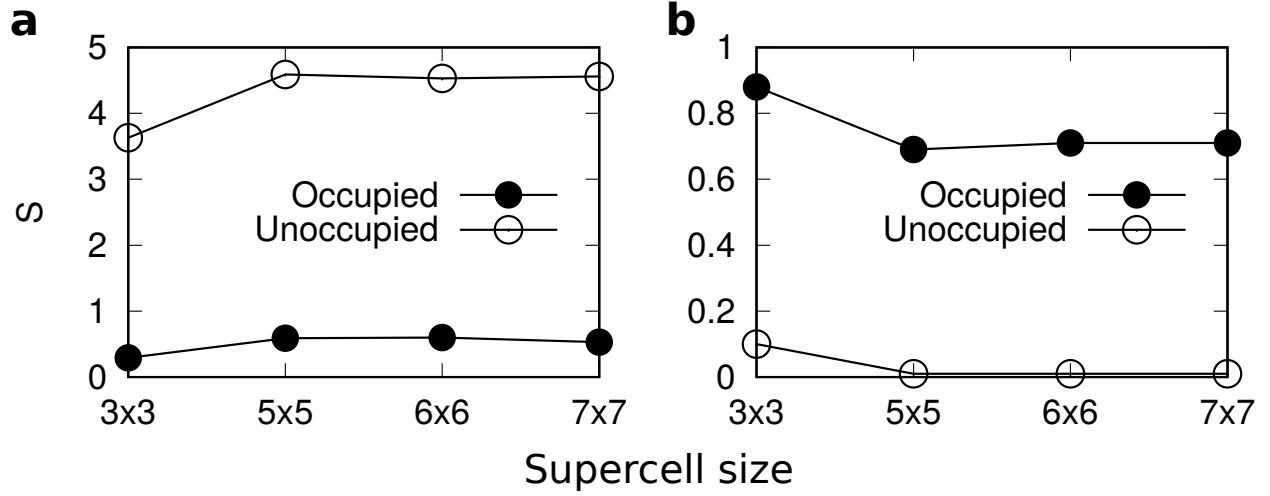 a
5
4
3
2
1
0
S
Occupied
Unoccupied
3x3 5x5 6x6 7x7
b
1
0.8
0.6
0.4
0.2
0
Occupied
Unoccupied
3x3 5x5 6x6 7x7
Supercell size